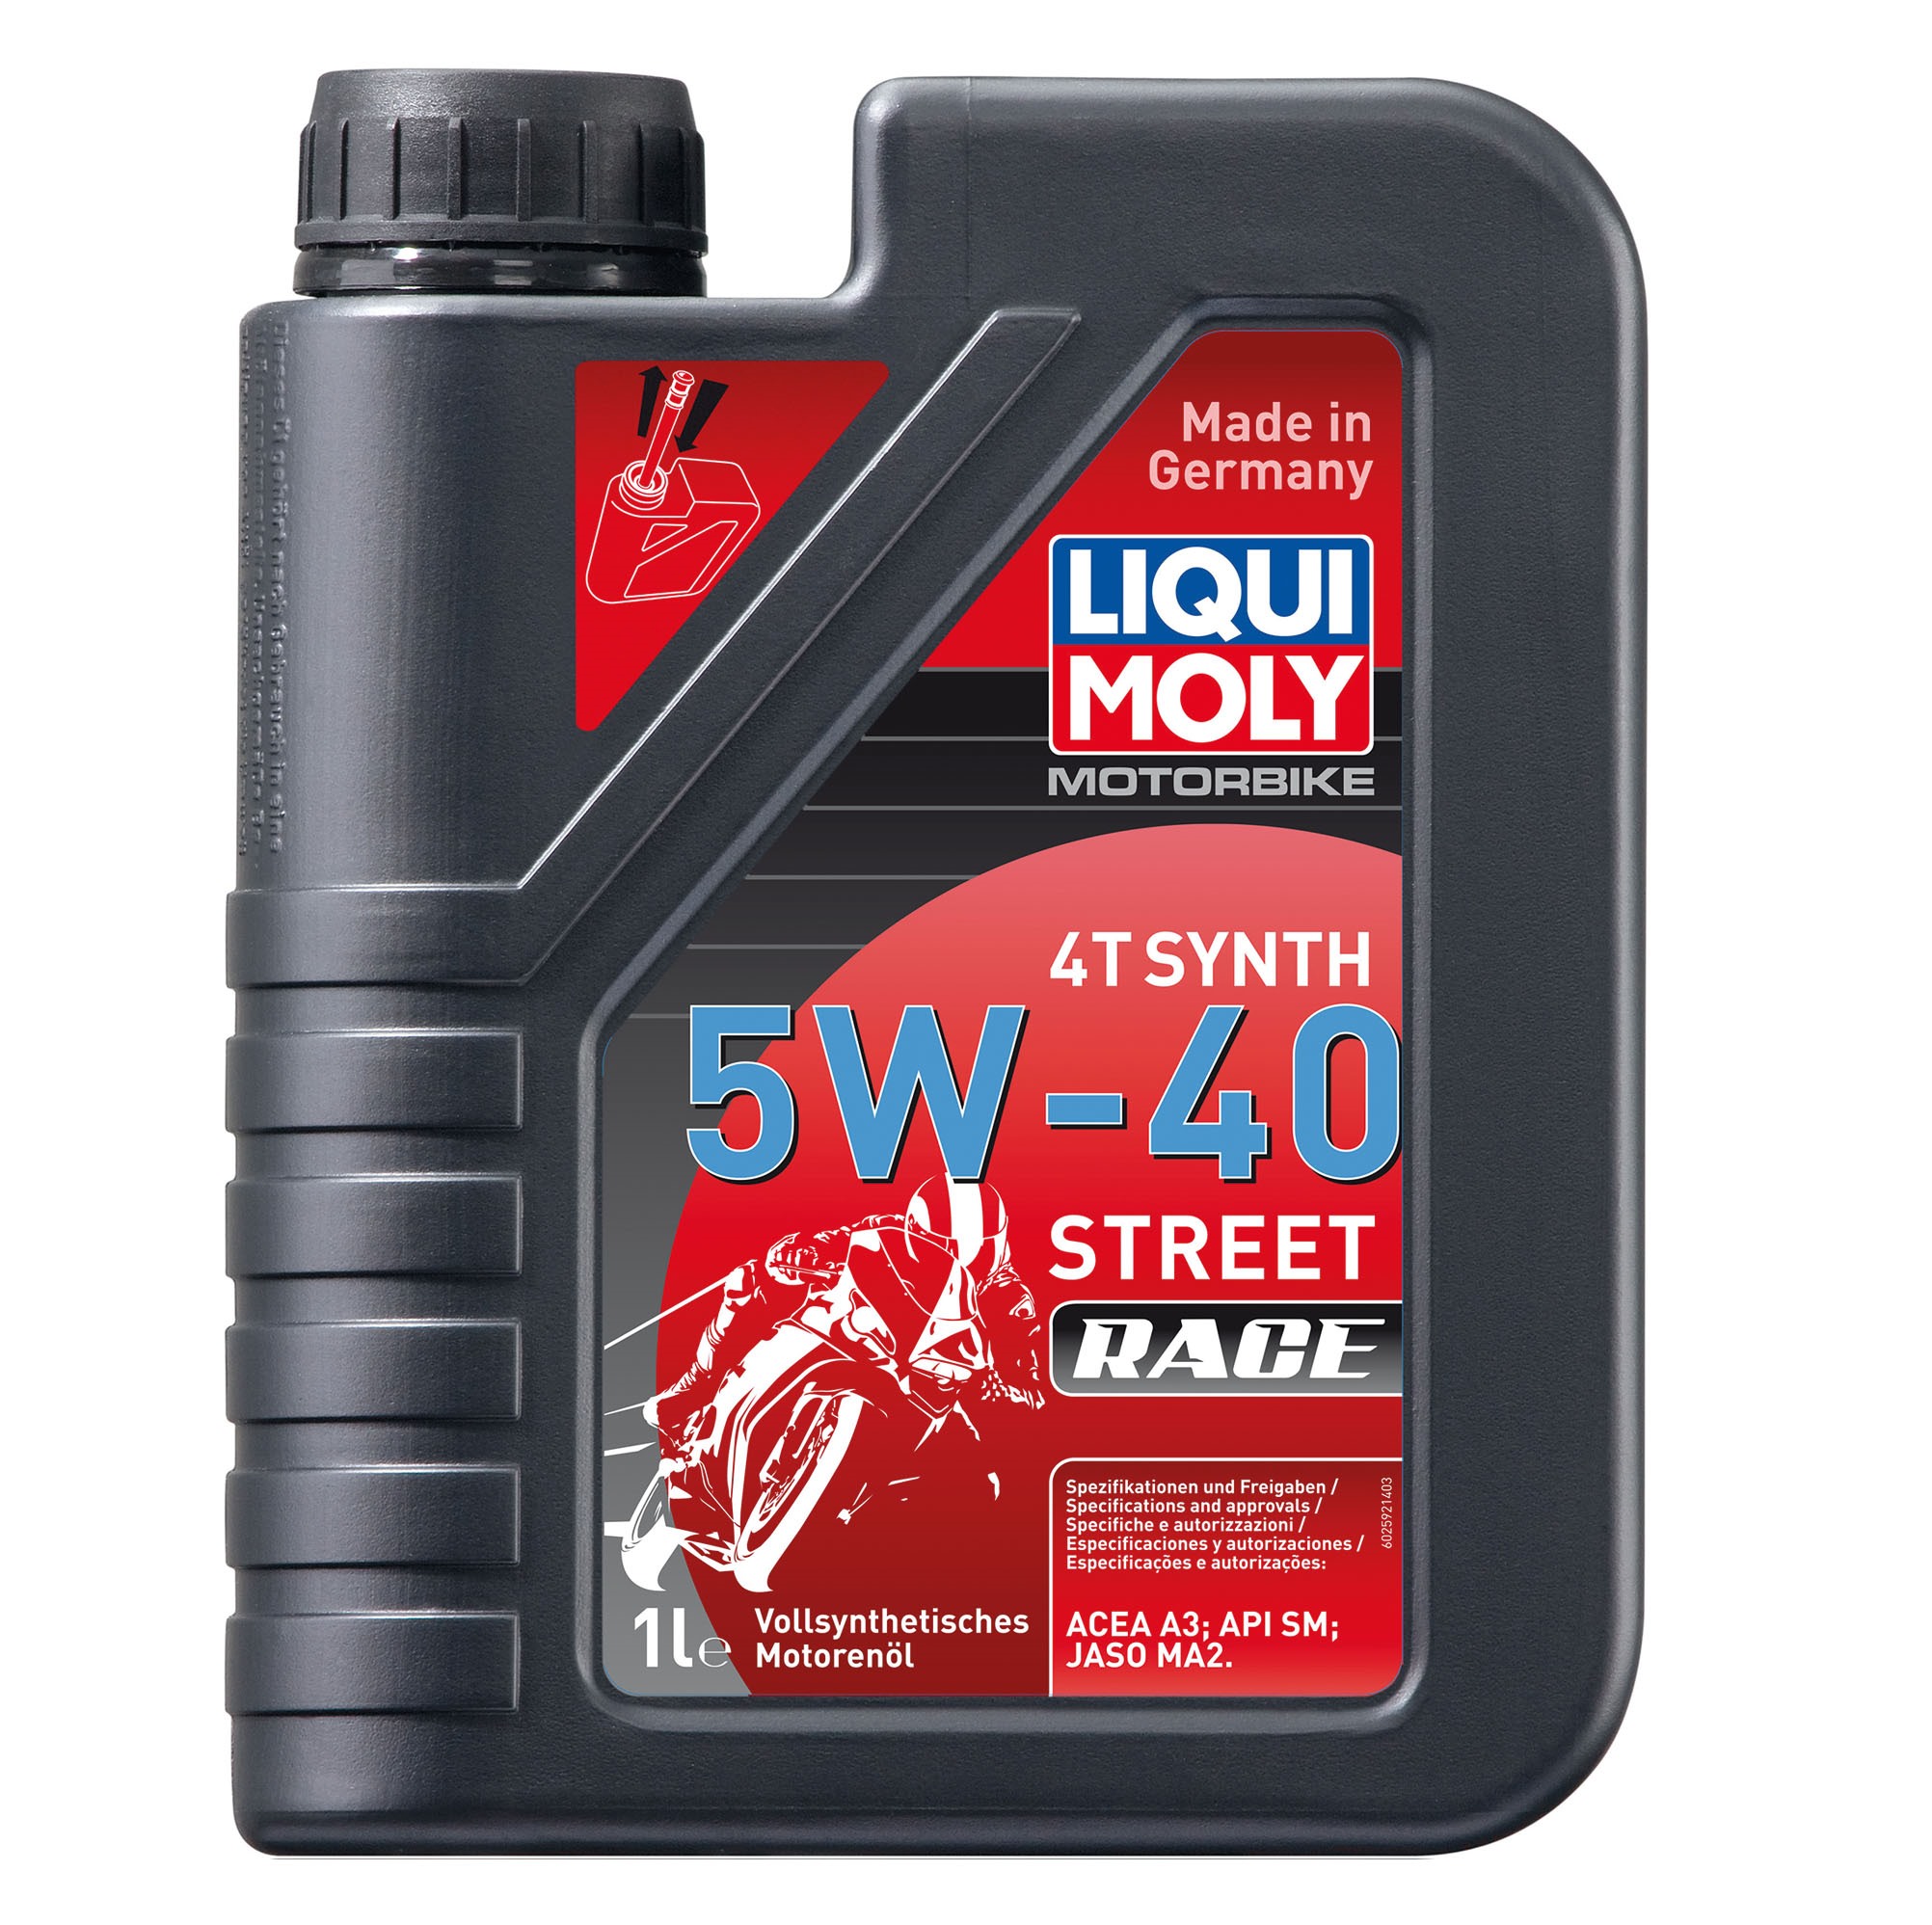 Made in
Germany
LIQUI
MOLY
MOTORBIKE
4T SYNTH
5W-40
STREET
RACE
Spezifikationen und Freigaben /
Specifications and approvals /
Specifiche e autorizzazioni /
Especificaciones y autorizaciones /
Especificações e autorizações:
6025921403
ACEA A3; API SM;
JASO MA2.
1L e
Vollsynthetisches
Motorenöl